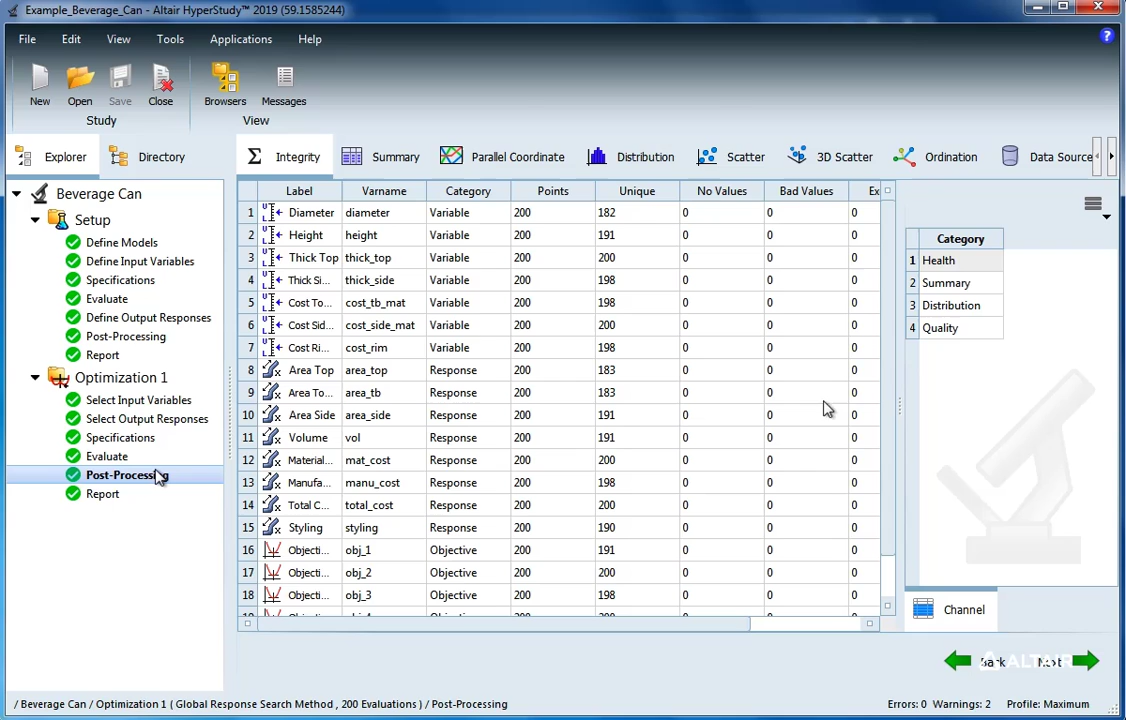 Example_Beverage_Can - Altair HyperStudy™ 2019 (59.1585244)
File Edit View Tools Applications Help
New Open Save Close Browsers Messages
Study View
Explorer Directory
Integrity Summary Parallel Coordinate Distribution Scatter 3D Scatter Ordination Data Source
Beverage Can
Setup
Define Models
Define Input Variables
Specifications
Evaluate
Define Output Responses
Post-Processing
Report
Optimization 1
Select Input Variables
Select Output Responses
Specifications
Evaluate
Post-Processing
Report
Label Varname Category Points Unique No Values Bad Values Ex
1 Diameter diameter Variable 200 182 0 0 0
2 Height height Variable 200 191 0 0 0
3 Thick Top thick_top Variable 200 200 0 0 0
4 Thick Si... thick_side Variable 200 198 0 0 0
5 Cost To... cost_tb_mat Variable 200 198 0 0 0
6 Cost Sid... cost_side_mat Variable 200 200 0 0 0
7 Cost Ri... cost_rim Variable 200 198 0 0 0
8 Area Top area_top Response 200 183 0 0 0
9 Area To... area_tb Response 200 183 0 0 0
10 Area Side area_side Response 200 191 0 0 0
11 Volume vol Response 200 191 0 0 0
12 Material... mat_cost Response 200 200 0 0 0
13 Manufa... manu_cost Response 200 198 0 0 0
14 Total C... total_cost Response 200 200 0 0 0
15 Styling styling Response 200 190 0 0 0
16 Objecti... obj_1 Objective 200 191 0 0 0
17 Objecti... obj_2 Objective 200 200 0 0 0
18 Objecti... obj_3 Objective 200 198 0 0 0
Category
1 Health
2 Summary
3 Distribution
4 Quality
Channel
Back Next
ALTAIR
/ Beverage Can / Optimization 1 ( Global Response Search Method , 200 Evaluations ) / Post-Processing
Errors: 0 Warnings: 2 Profile: Maximum